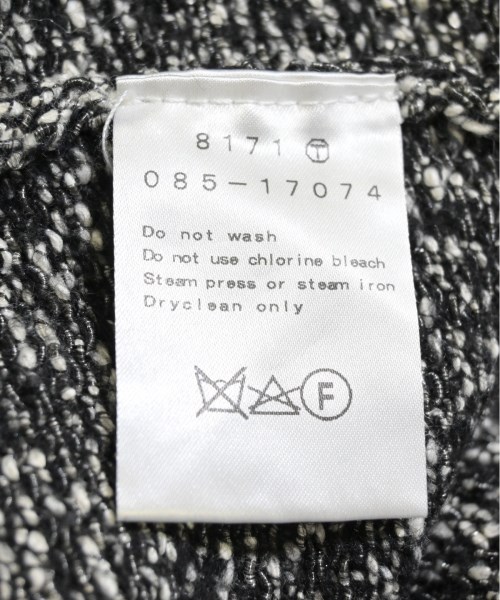 8171 Ⓣ
085-17074
Do not wash
Do not use chlorine bleach
Steam press or steam iron
Dryclean only
F